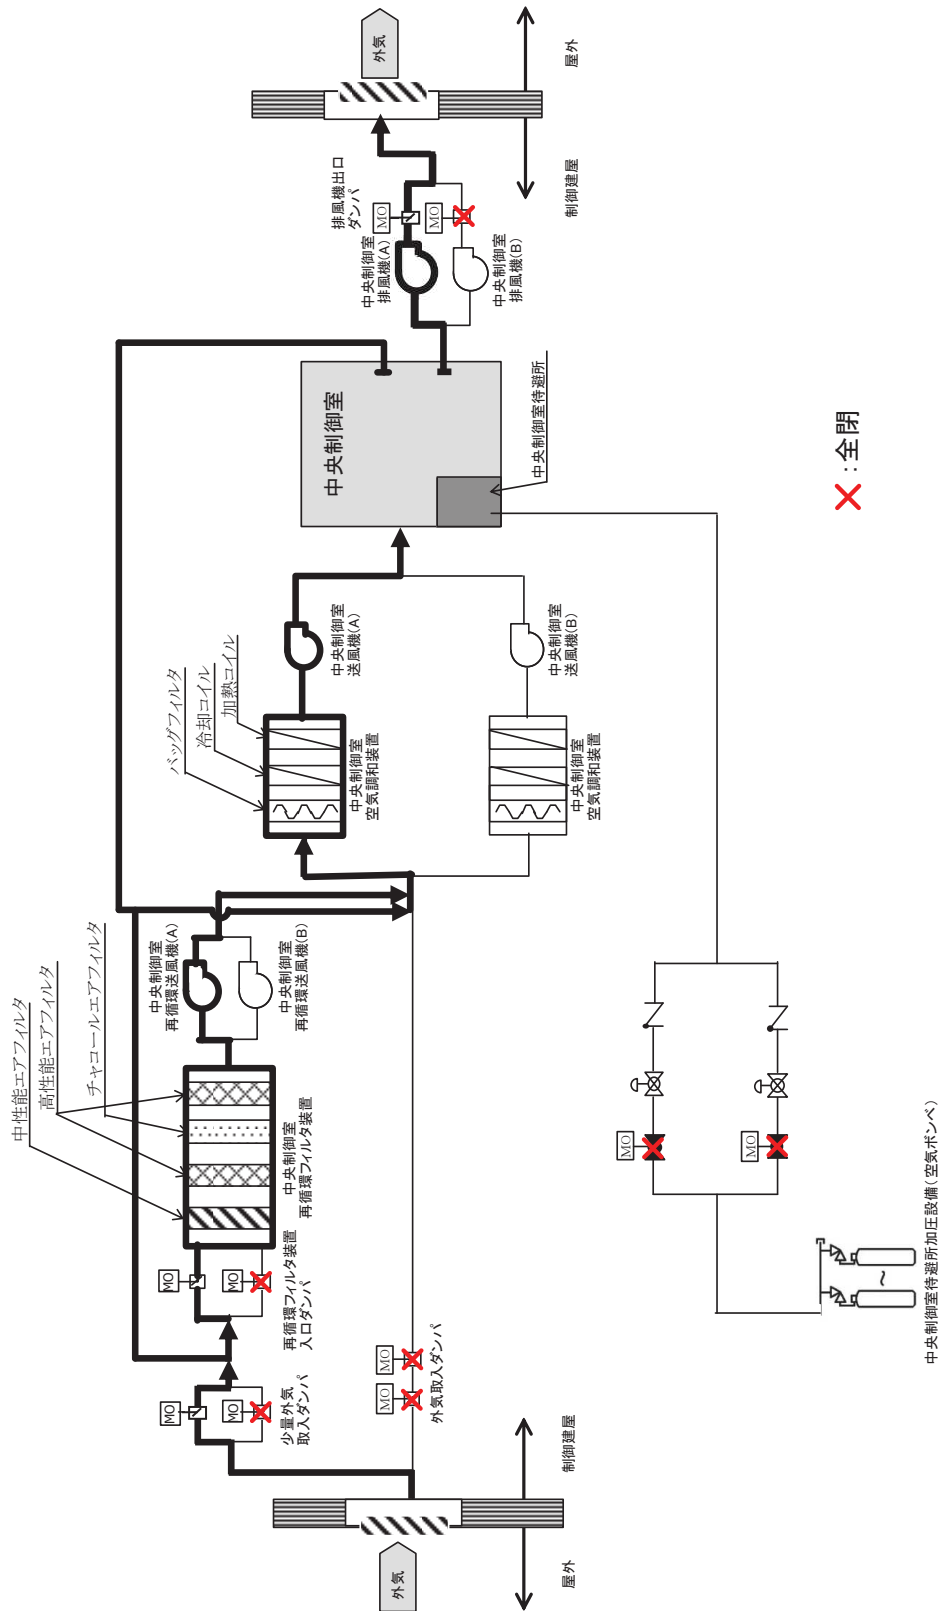 中性能エアフィルタ
高性能エアフィルタ
チャコールエアフィルタ
バッグフィルタ
冷却コイル
加熱コイル
外気
屋外
制御建屋
MO
MO
少量外気
取入ダンパ
MO
MO
再循環フィルタ装置
入口ダンパ
中央制御室
再循環フィルタ装置
中央制御室
再循環送風機(A)
中央制御室
再循環送風機(B)
MO
MO
外気取入ダンパ
中央制御室
空気調和装置
中央制御室
空気調和装置
中央制御室
送風機(A)
中央制御室
送風機(B)
中央制御室
中央制御室待避所
中央制御室
排風機(A)
中央制御室
排風機(B)
MO
MO
排風機出口
ダンパ
外気
制御建屋
屋外
MO
MO
～
中央制御室待避所加圧設備(空気ボンベ)
:全閉